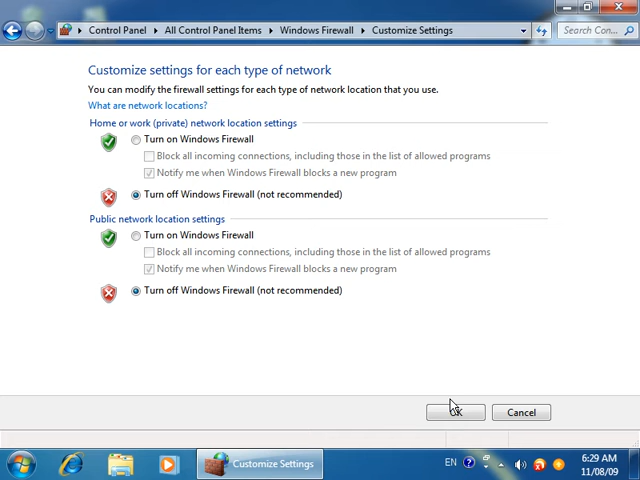 Control Panel ▸ All Control Panel Items ▸ Windows Firewall ▸ Customize Settings
Search Con...
Customize settings for each type of network
You can modify the firewall settings for each type of network location that you use.
What are network locations?
Home or work (private) network location settings
Turn on Windows Firewall
Block all incoming connections, including those in the list of allowed programs
Notify me when Windows Firewall blocks a new program
Turn off Windows Firewall (not recommended)
Public network location settings
Turn on Windows Firewall
Block all incoming connections, including those in the list of allowed programs
Notify me when Windows Firewall blocks a new program
Turn off Windows Firewall (not recommended)
OK Cancel
Customize Settings
EN
6:29 AM
11/08/09